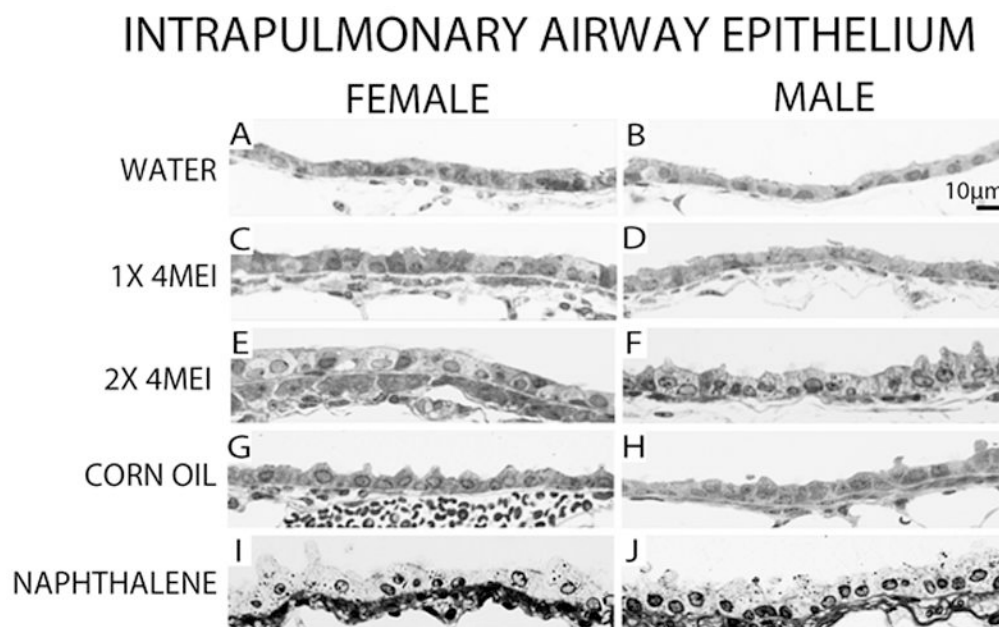 INTRAPULMONARY AIRWAY EPITHELIUM
FEMALE MALE
A B
WATER
10µm
C D
1X 4MEI
E F
2X 4MEI
G H
CORN OIL
I J
NAPHTHALENE